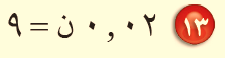 ١٣ ٠,٠٢ ن = ٩